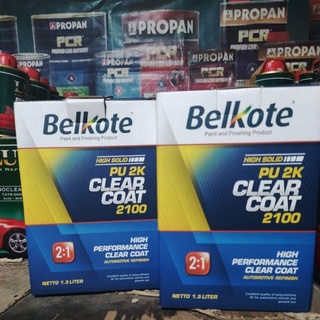 PROPAN
PROPAN
PROPAN
PROPAN
PCR
PCR
Belkote
Paint and Finishing Product
HIGH SOLID
PU 2K
CLEAR
COAT
2100
2:1
HIGH
PERFORMANCE
CLEAR COAT
AUTOMOTIVE REFINISH
NETTO 1.5 LITER
Belkote
Paint and Finishing Product
HIGH SOLID
PU 2K
CLEAR
COAT
2100
2:1
HIGH
PERFORMANCE
CLEAR COAT
AUTOMOTIVE REFINISH
NETTO 1.5 LITER